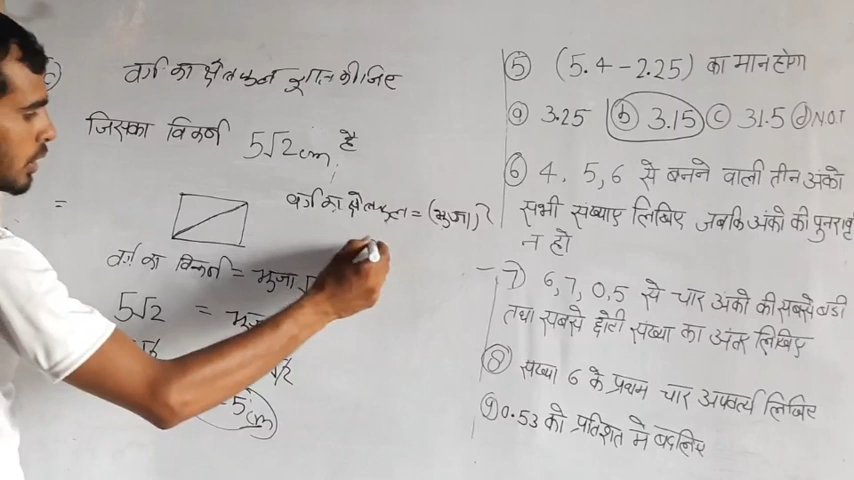 वर्ग का क्षेत्रफल ज्ञात कीजिए
जिसका विकर्ण 5√2 cm है
=
वर्ग का क्षेत्रफल = (भुजा)²
वर्ग का विकर्ण = भुजा√
5√2 =
5 cm
⑤ (5.4 - 2.25) का मान होगा
ⓐ 3.25 ⓑ 3.15 ⓒ 31.5 ⓓ NOT
⑥ 4, 5, 6 से बनने वाली तीन अंको
सभी संख्याए लिखिए जबकि अंको की पुनरावृ
न हो
7) 6, 7, 0, 5 से चार अंको की सबसे बडी
तथा सबसे छोटी संख्या का अंतर लिखिए
⑧ संख्या 6 के प्रथम चार अपवर्त्य लिखिए
⑨ 0.53 को प्रतिशत मे बदलिए